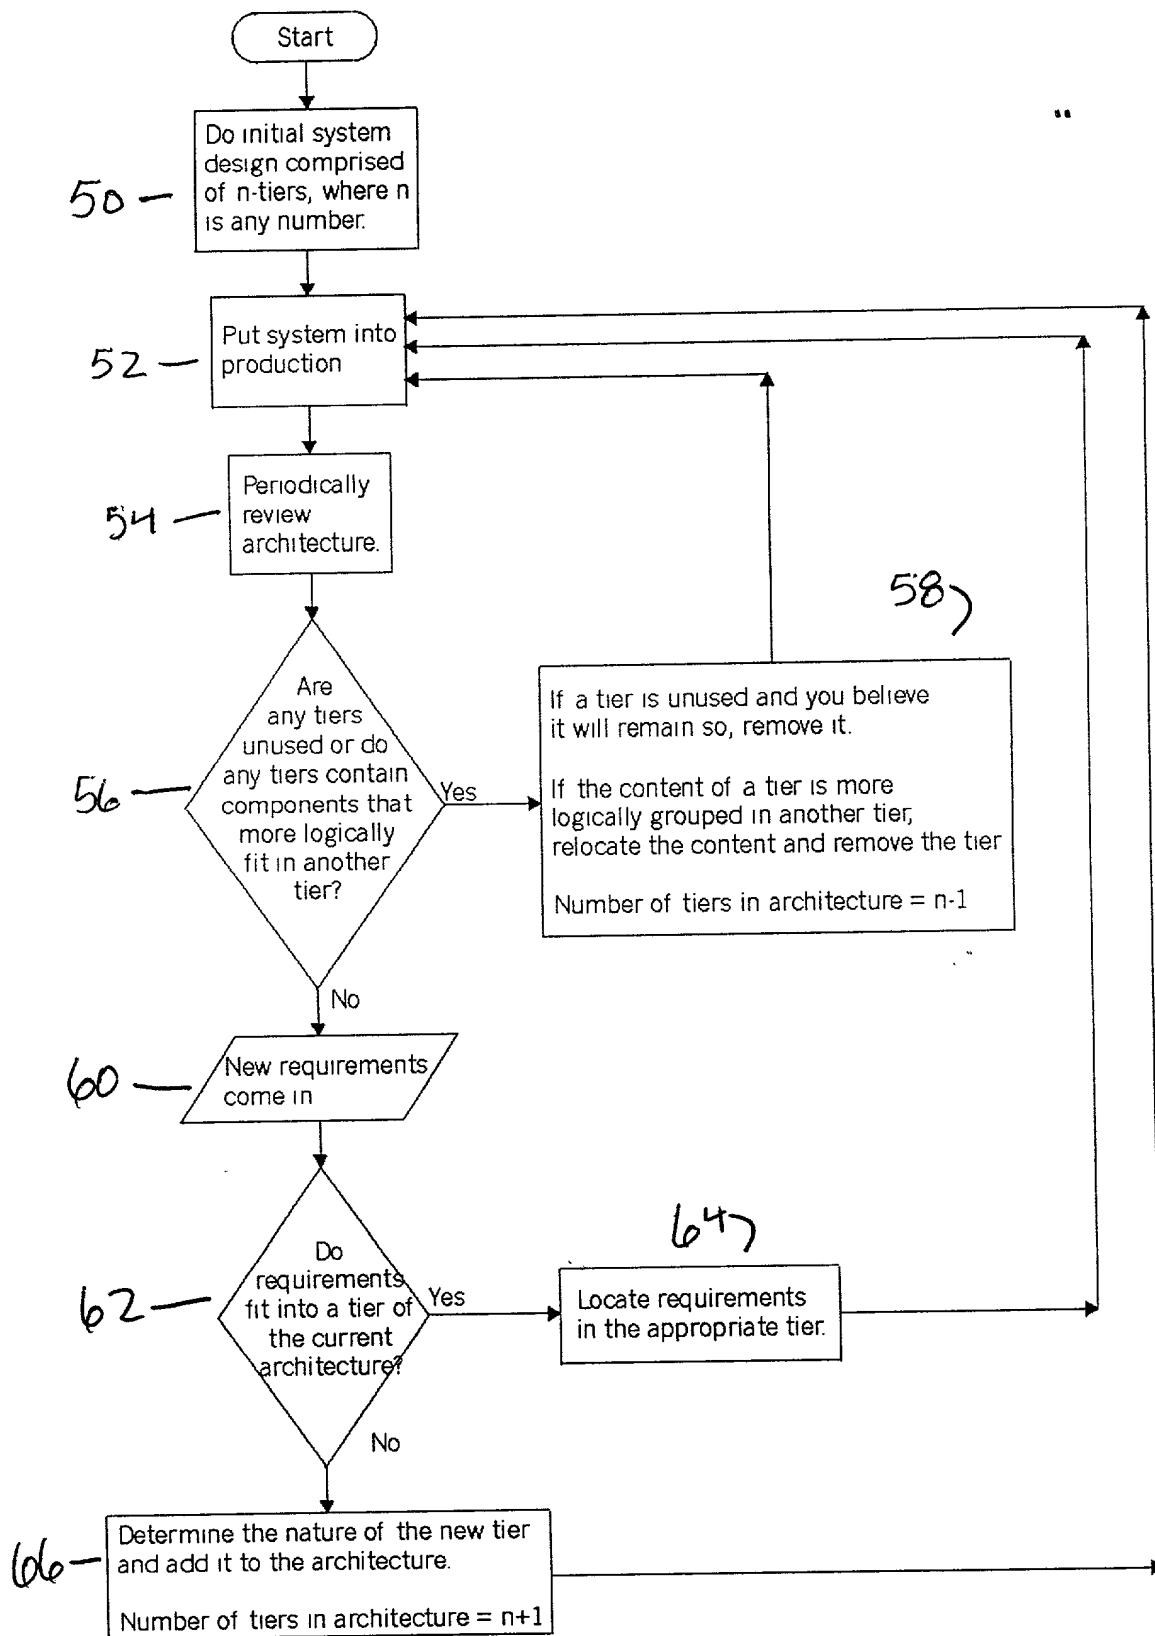 Start
Do initial system
design comprised
of n-tiers, where n
is any number.
50
Put system into
production
52
Periodically
review
architecture.
54
58
Are
any tiers
unused or do
any tiers contain
components that
more logically
fit in another
tier?
56
Yes
If a tier is unused and you believe
it will remain so, remove it.
If the content of a tier is more
logically grouped in another tier,
relocate the content and remove the tier
Number of tiers in architecture = n-1
No
New requirements
come in
60
64
Do
requirements
fit into a tier of
the current
architecture?
62
Yes
Locate requirements
in the appropriate tier.
No
Determine the nature of the new tier
and add it to the architecture.
Number of tiers in architecture = n+1
66